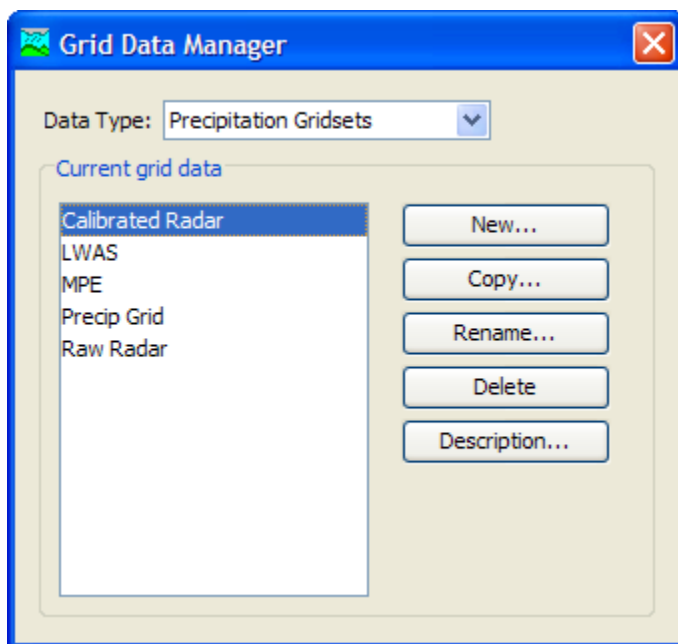 Grid Data Manager
Data Type: Precipitation Gridsets
Current grid data
Calibrated Radar
LWAS
MPE
Precip Grid
Raw Radar
New...
Copy...
Rename...
Delete
Description...